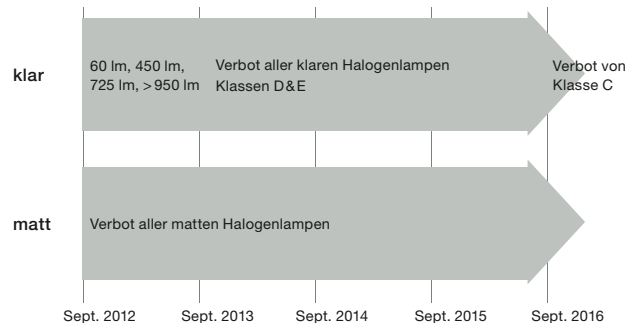 klar
60 lm, 450 lm,
725 lm, >950 lm
Verbot aller klaren Halogenlampen
Klassen D&E
Verbot von
Klasse C
matt
Verbot aller matten Halogenlampen
Sept. 2012
Sept. 2013
Sept. 2014
Sept. 2015
Sept. 2016